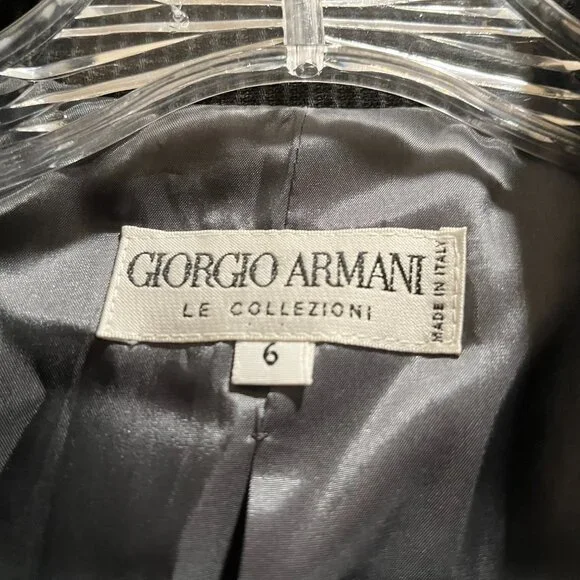 GIORGIO ARMANI
LE COLLEZIONI
MADE IN ITALY
6